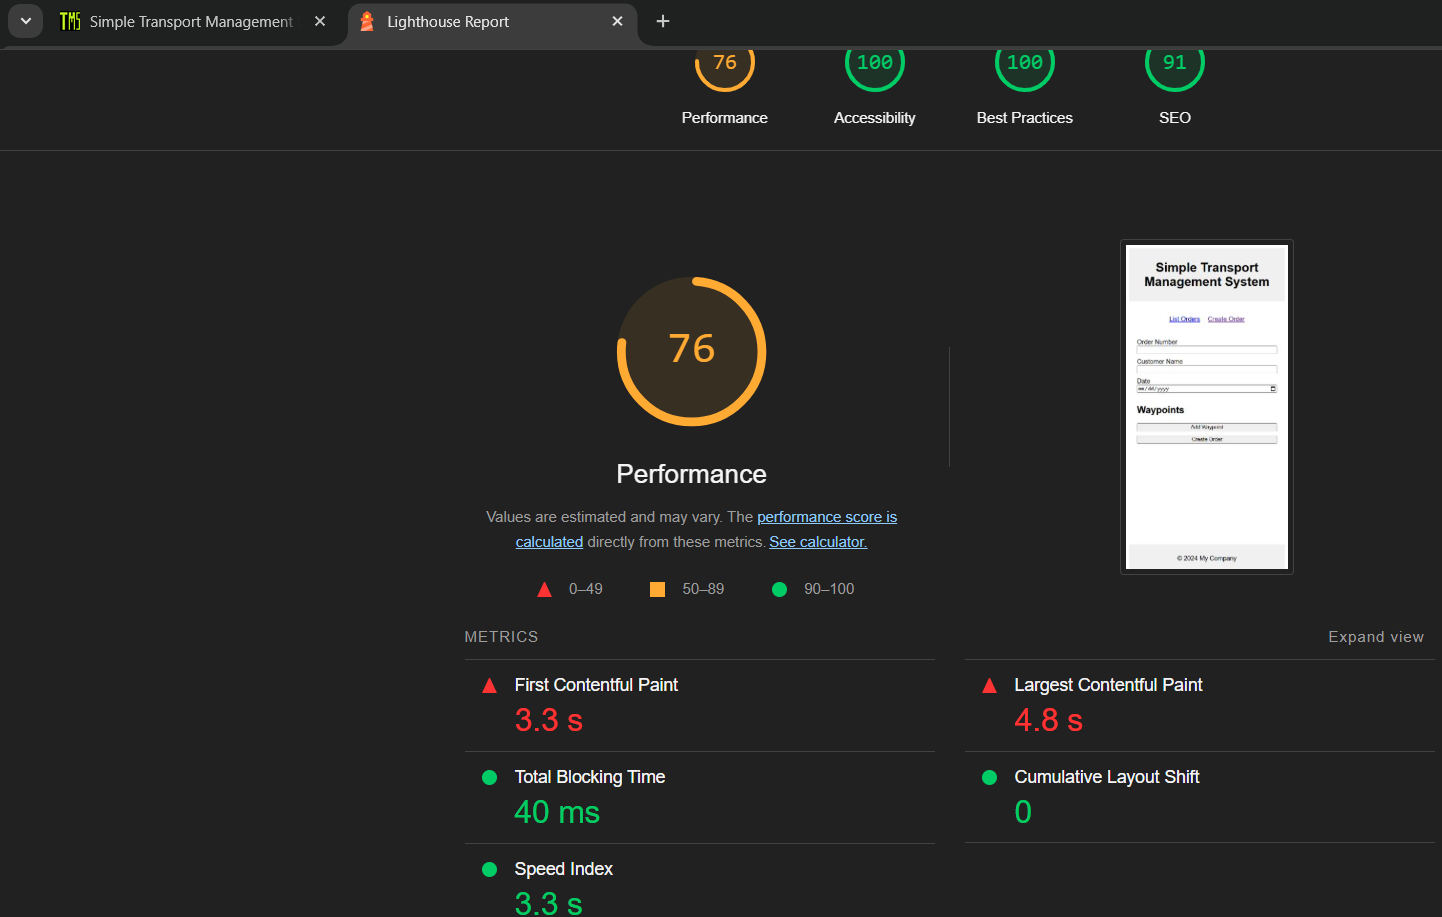 TMS Simple Transport Management
Lighthouse Report
76
100
100
91
Performance
Accessibility
Best Practices
SEO
76
Performance
Values are estimated and may vary. The performance score is
calculated directly from these metrics. See calculator.
0–49
50–89
90–100
Simple Transport
Management System
List Orders Create Order
Order Number
Customer Name
Date
mm/dd/yyyy
Waypoints
Add Waypoint
Create Order
© 2024 My Company
METRICS
Expand view
First Contentful Paint
3.3 s
Largest Contentful Paint
4.8 s
Total Blocking Time
40 ms
Cumulative Layout Shift
0
Speed Index
3.3 s